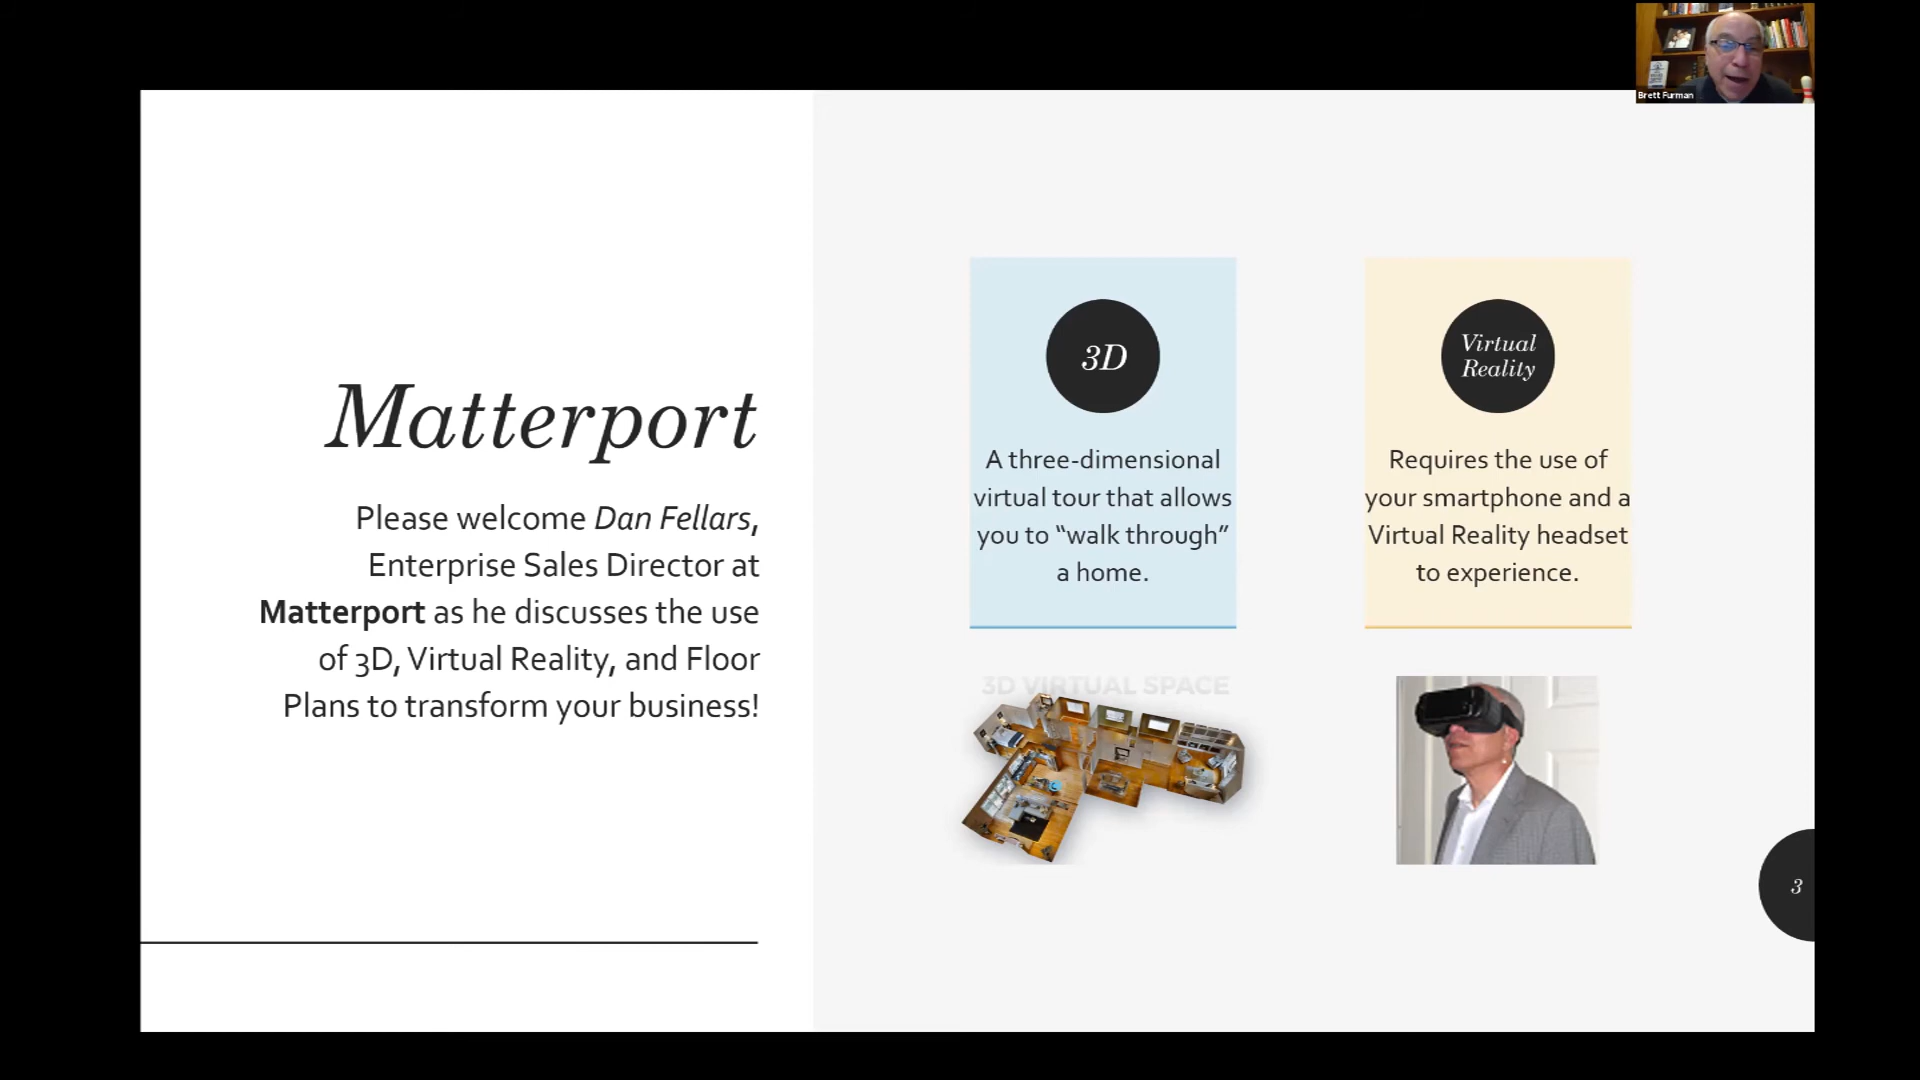 Brett Furman
Matterport
Please welcome Dan Fellars,
Enterprise Sales Director at
Matterport as he discusses the use
of 3D, Virtual Reality, and Floor
Plans to transform your business!
3D
A three-dimensional
virtual tour that allows
you to “walk through”
a home.
Virtual
Reality
Requires the use of
your smartphone and a
Virtual Reality headset
to experience.
3D VIRTUAL SPACE
3